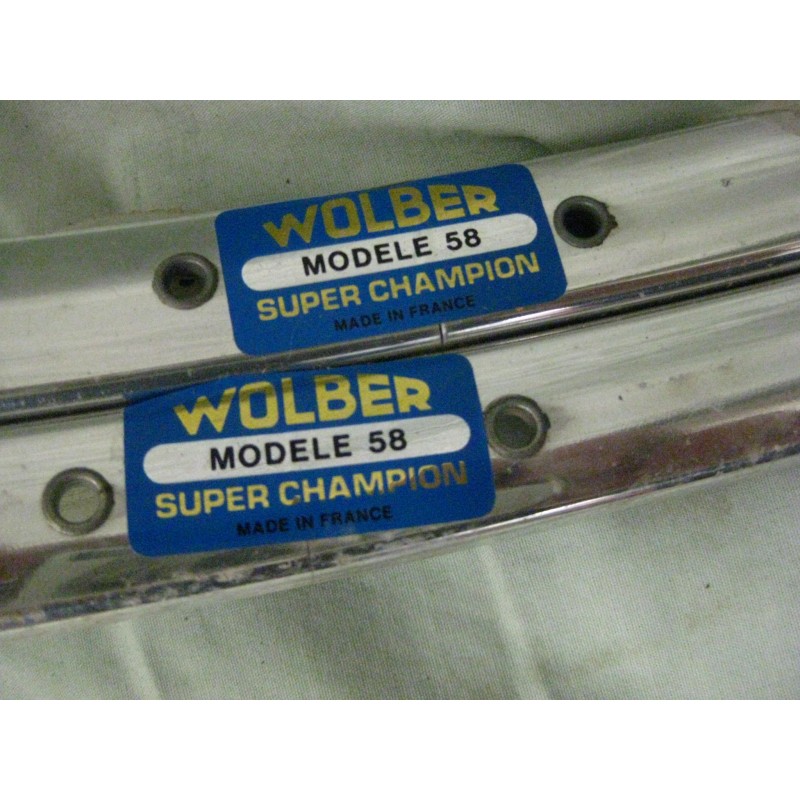 WOLBER
MODELE 58
SUPER CHAMPION
MADE IN FRANCE
WOLBER
MODELE 58
SUPER CHAMPION
MADE IN FRANCE